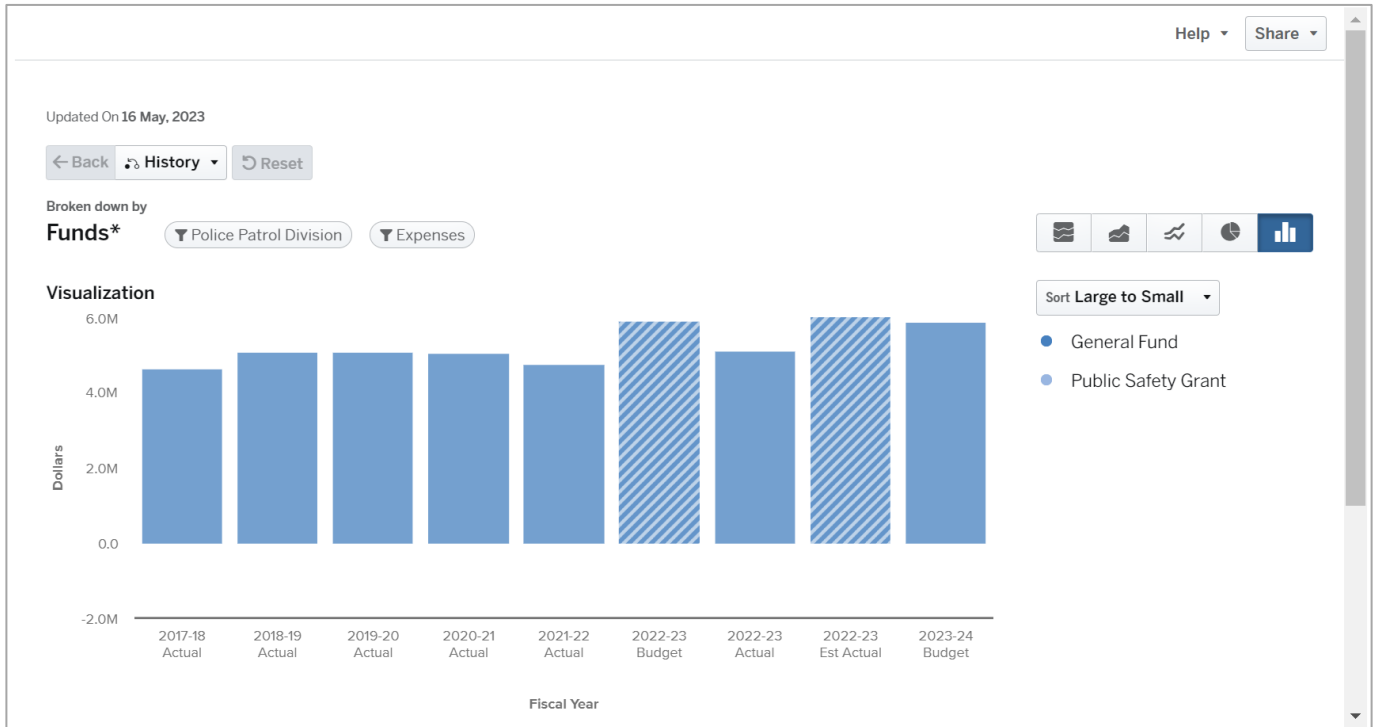 Help
Share
Updated On 16 May, 2023
Back
History
Reset
Broken down by
Funds*
Police Patrol Division
Expenses
Visualization
Sort Large to Small
General Fund
Public Safety Grant
6.0M
4.0M
2.0M
0.0
-2.0M
Dollars
2017-18
Actual
2018-19
Actual
2019-20
Actual
2020-21
Actual
2021-22
Actual
2022-23
Budget
2022-23
Actual
2022-23
Est Actual
2023-24
Budget
Fiscal Year